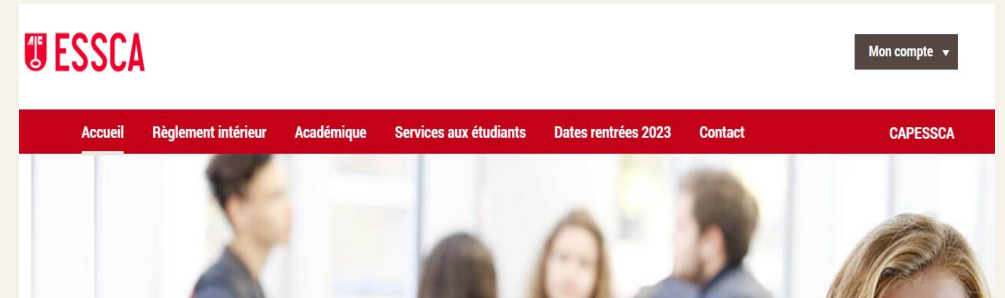 ESSCA
Mon compte
Accueil Règlement intérieur Académique Services aux étudiants Dates rentrées 2023 Contact CAPESSCA